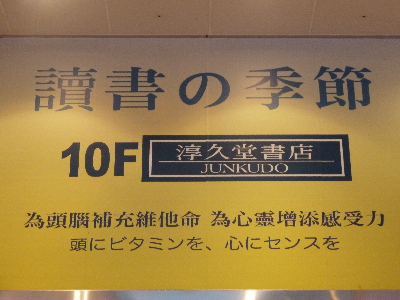 讀書の季節
10F 淳久堂書店
JUNKUDO
為頭腦補充維他命 為心靈增添感受力
頭にビタミンを、心にセンスを